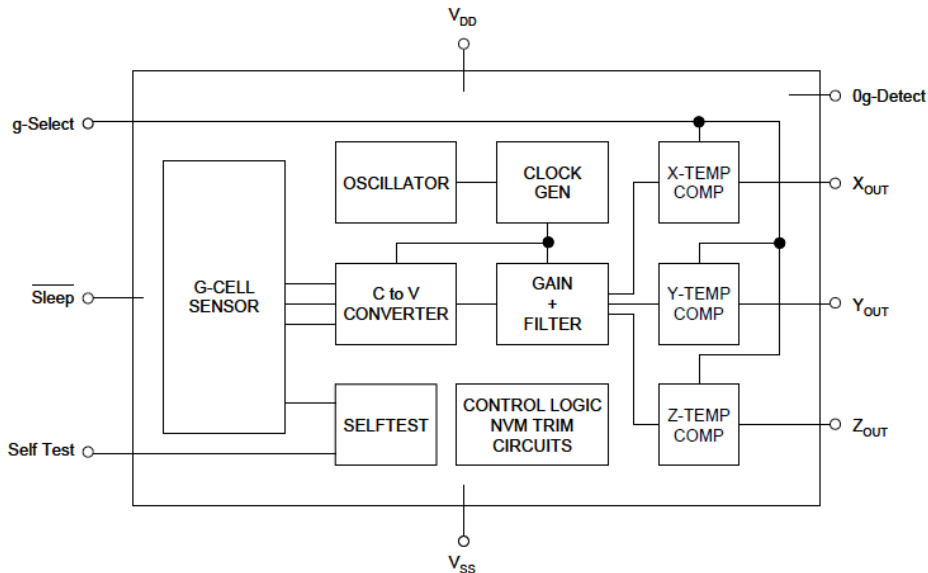 VDD
0g-Detect
g-Select
OSCILLATOR
CLOCK
GEN
X-TEMP
COMP
XOUT
G-CELL
SENSOR
Sleep
C to V
CONVERTER
GAIN
+
FILTER
Y-TEMP
COMP
YOUT
SELFTEST
CONTROL LOGIC
NVM TRIM
CIRCUITS
Z-TEMP
COMP
ZOUT
Self Test
VSS